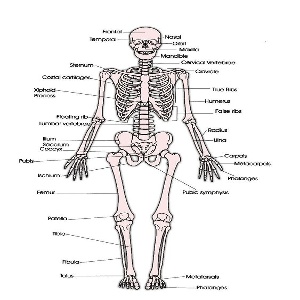 Frontal
Temporal
Nasal
Orbit
Maxilla
Mandible
Cervical Vertebrae
Clavicle
Sternum
Costal cartilages
Xiphoid
Process
True Ribs
Humerus
False ribs
Floating rib
Lumbar vertebrae
Radius
Ulna
Ilium
Sacrum
Coccyx
Carpals
Metacarpals
Phalanges
Pubis
Ischium
Femur
Pubic symphysis
Patella
Tibia
Fibula
Talus
Metatarsals
Phalanges